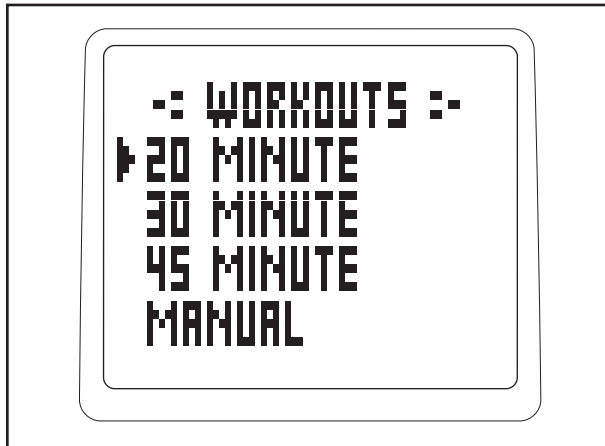 -: WORKOUTS :-
20 MINUTE
30 MINUTE
45 MINUTE
MANUAL